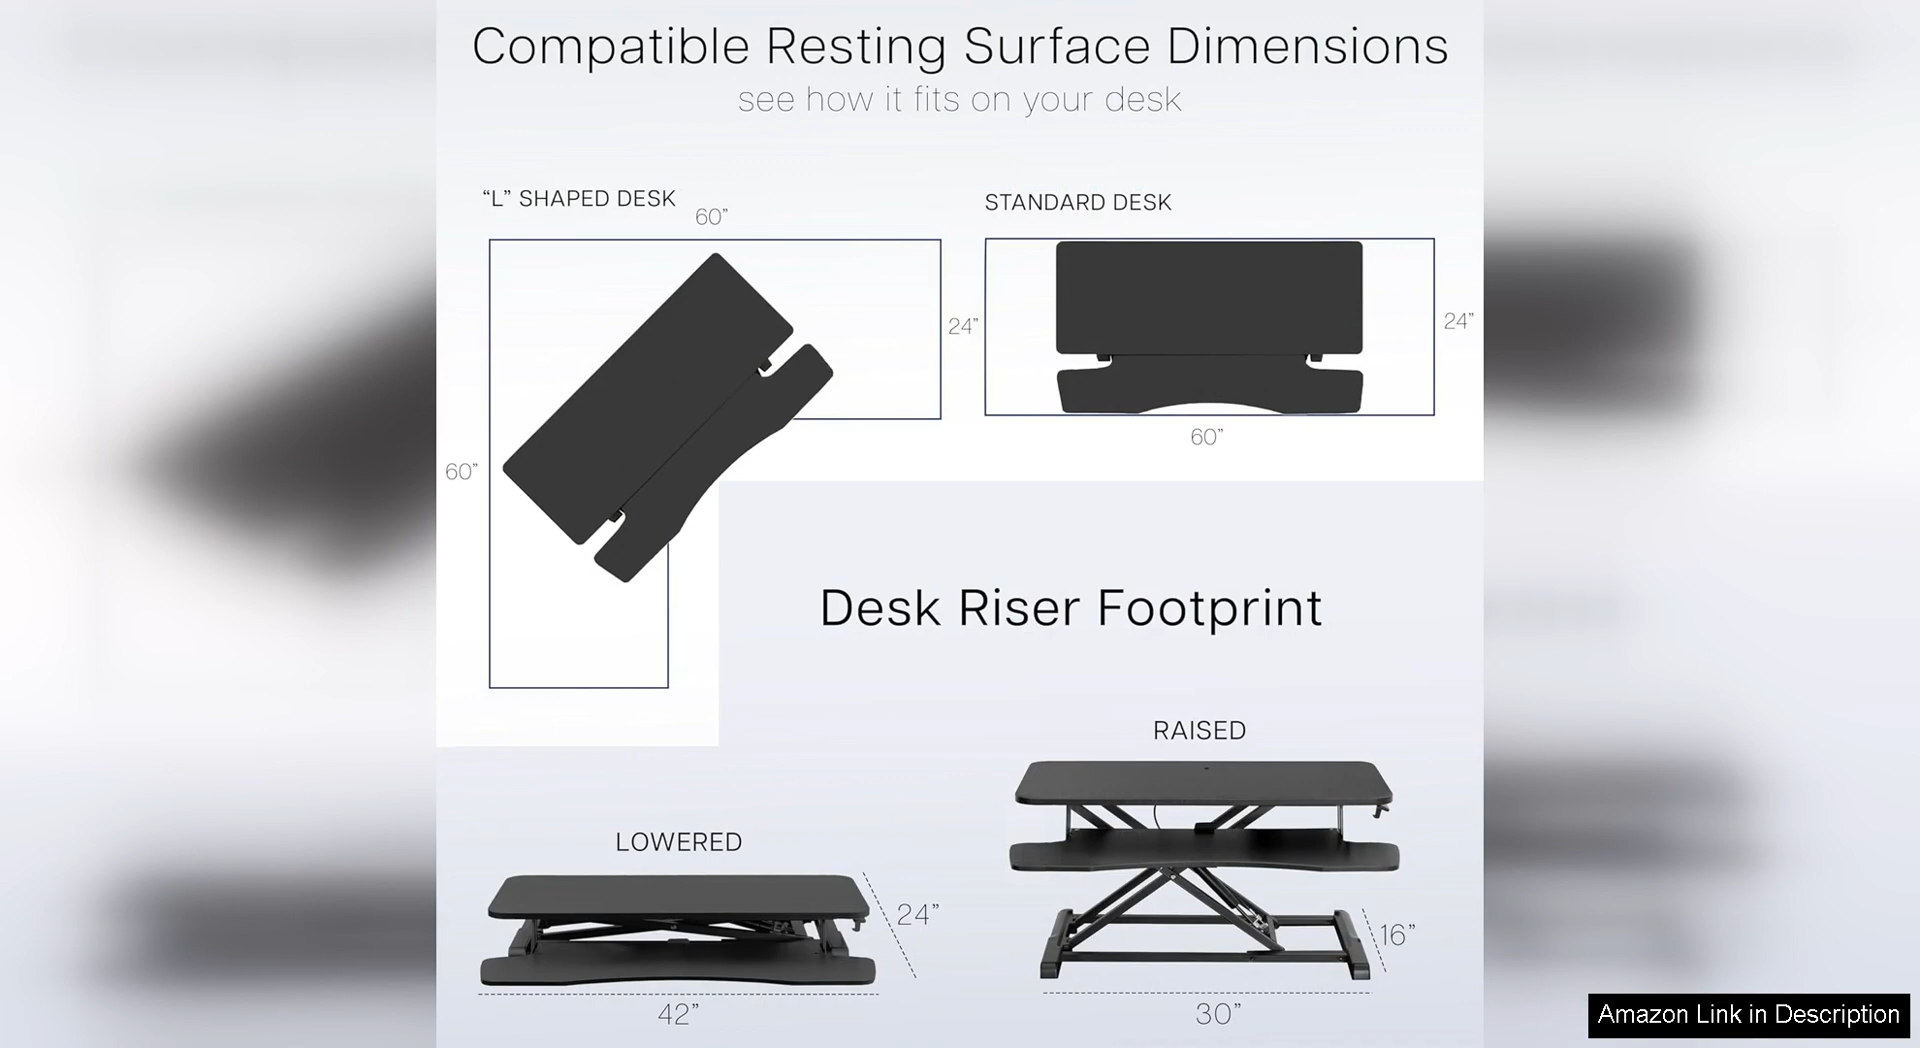 Compatible Resting Surface Dimensions
see how it fits on your desk
“L” SHAPED DESK
60”
STANDARD DESK
24”
24”
60”
60”
Desk Riser Footprint
RAISED
LOWERED
24”
16”
42”
30”
Amazon Link in Description